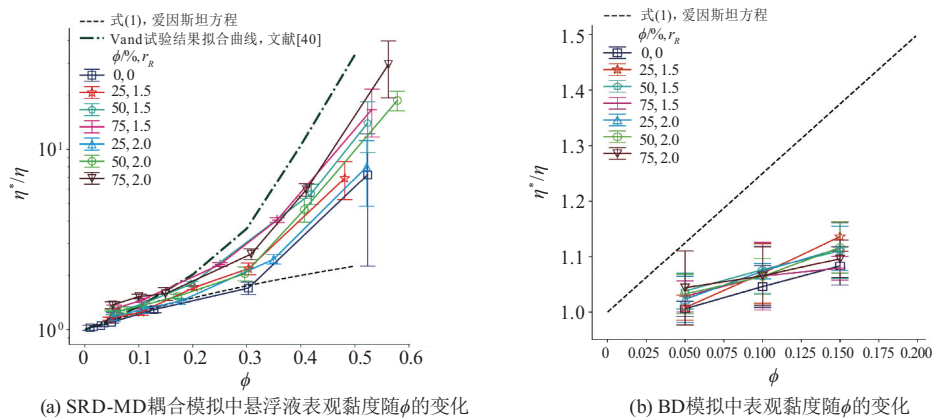 式(1), 爱因斯坦方程
Vand试验结果拟合曲线, 文献[40]
ϕ/%, r_R
0, 0
25, 1.5
50, 1.5
75, 1.5
25, 2.0
50, 2.0
75, 2.0
10¹
10⁰
η*/η
0 0.1 0.2 0.3 0.4 0.5 0.6
ϕ
(a) SRD-MD耦合模拟中悬浮液表观黏度随ϕ的变化
式(1), 爱因斯坦方程
ϕ/%, r_R
0, 0
25, 1.5
50, 1.5
75, 1.5
25, 2.0
50, 2.0
75, 2.0
1.5
1.4
1.3
1.2
1.1
1.0
η*/η
0 0.025 0.050 0.075 0.100 0.125 0.150 0.175 0.200
ϕ
(b) BD模拟中表观黏度随ϕ的变化